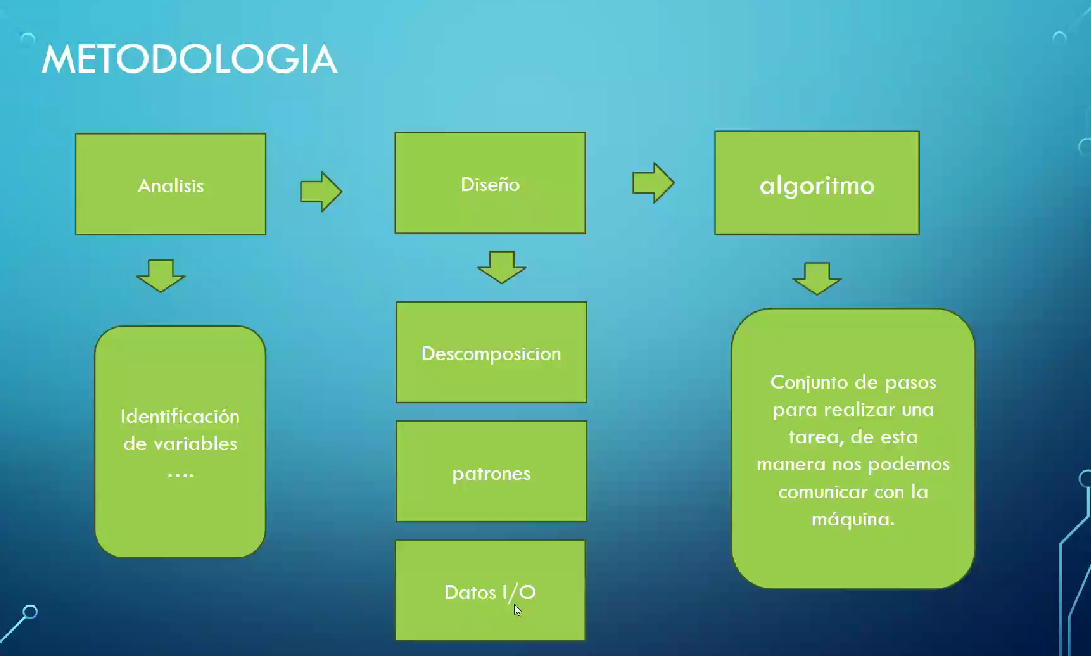 METODOLOGIA
Analisis
Diseño
algoritmo
Identificación
de variables
....
Descomposicion
patrones
Datos I/O
Conjunto de pasos
para realizar una
tarea, de esta
manera nos podemos
comunicar con la
máquina.